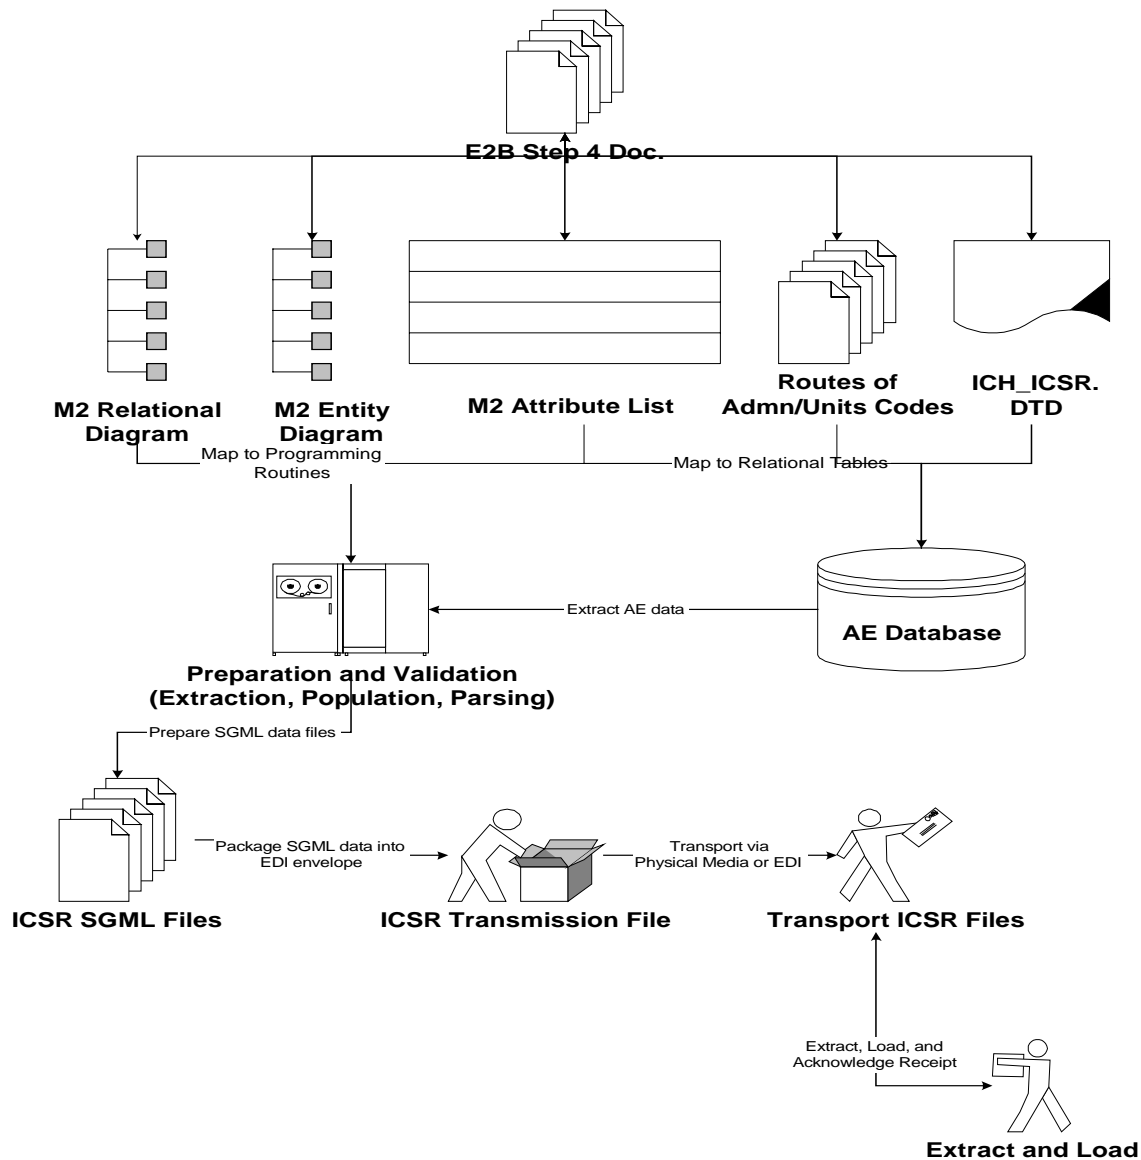 E2B Step 4 Doc.
M2 Relational
Diagram
M2 Entity
Diagram
M2 Attribute List
Routes of
Admn/Units Codes
ICH_ICSR.
DTD
Map to Programming
Routines
Map to Relational Tables
Extract AE data
AE Database
Preparation and Validation
(Extraction, Population, Parsing)
Prepare SGML data files
Package SGML data into
EDI envelope
Transport via
Physical Media or EDI
ICSR SGML Files
ICSR Transmission File
Transport ICSR Files
Extract, Load, and
Acknowledge Receipt
Extract and Load